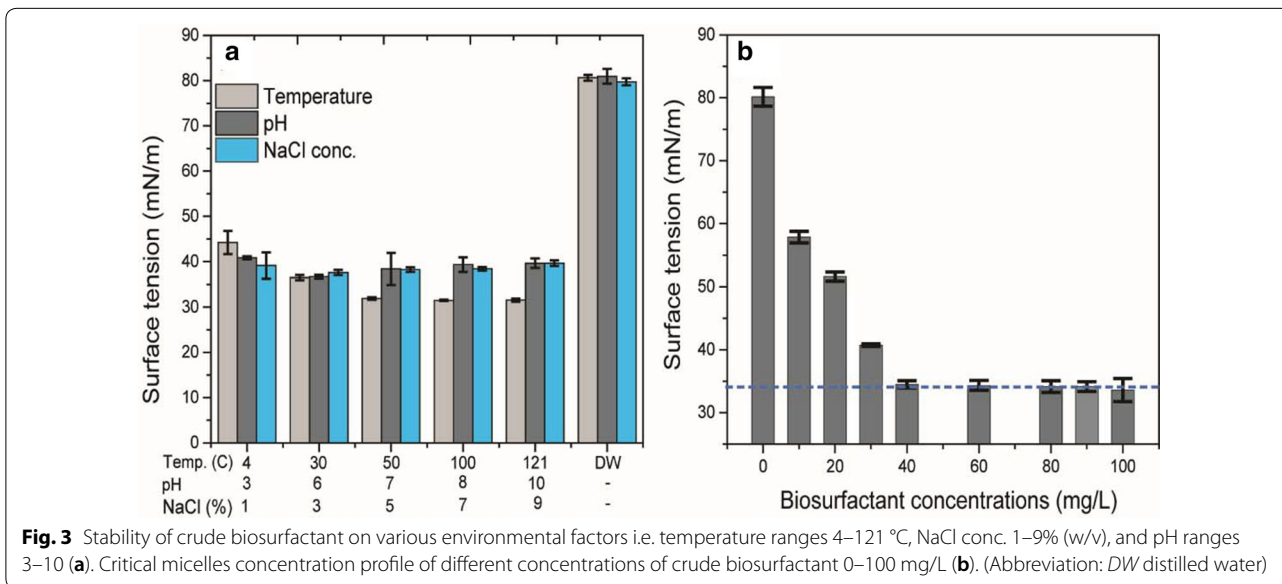 a
90
80
70
60
50
40
30
20
10
0
Surface tension (mN/m)
Temperature
pH
NaCl conc.
Temp. (C) 4 30 50 100 121 DW
pH 3 6 7 8 10 -
NaCl (%) 1 3 5 7 9 -
b
90
80
70
60
50
40
30
Surface tension (mN/m)
0 20 40 60 80 100
Biosurfactant concentrations (mg/L)
Fig. 3 Stability of crude biosurfactant on various environmental factors i.e. temperature ranges 4–121 °C, NaCl conc. 1–9% (w/v), and pH ranges
3–10 (a). Critical micelles concentration profile of different concentrations of crude biosurfactant 0–100 mg/L (b). (Abbreviation: DW distilled water)